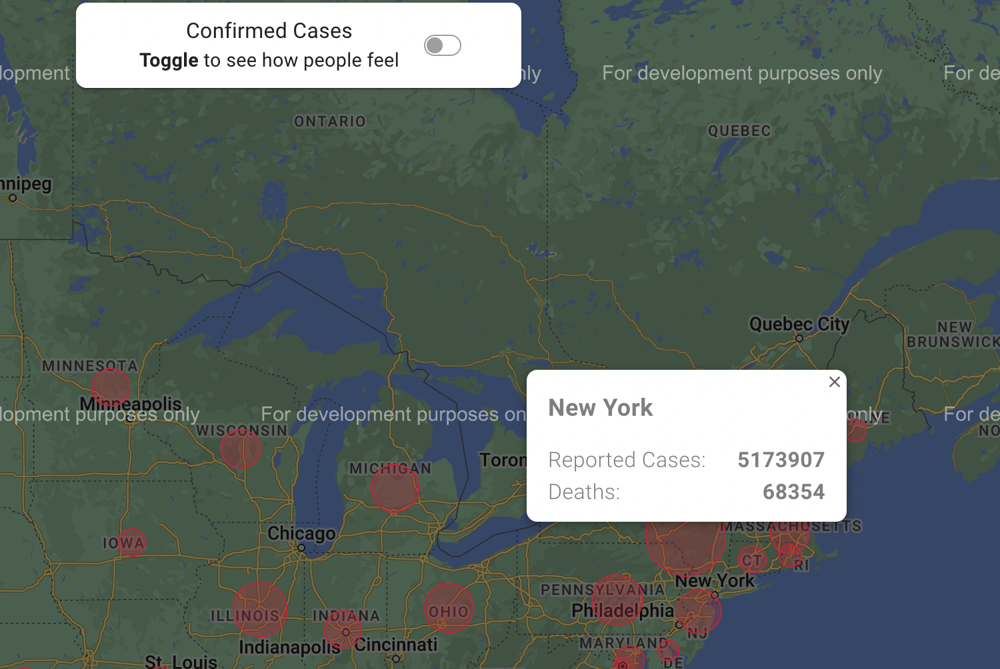 Confirmed Cases
Toggle to see how people feel
lopment
nly
For development purposes only
For de
ONTARIO
QUEBEC
nnipeg
Quebec City
NEW
BRUNSWICK
MINNESOTA
Minneapolis
lopment purposes only
For development purposes on
only
For de
WISCONSIN
NO
MICHIGAN
Toron
New York
Reported Cases: 5173907
Deaths: 68354
MASSACHUSETTS
Chicago
IOWA
CT
RI
New York
PENNSYLVANIA
Philadelphia
ILLINOIS
INDIANA
OHIO
NJ
MARYLAND
Indianapolis
Cincinnati
DE
St. Louis